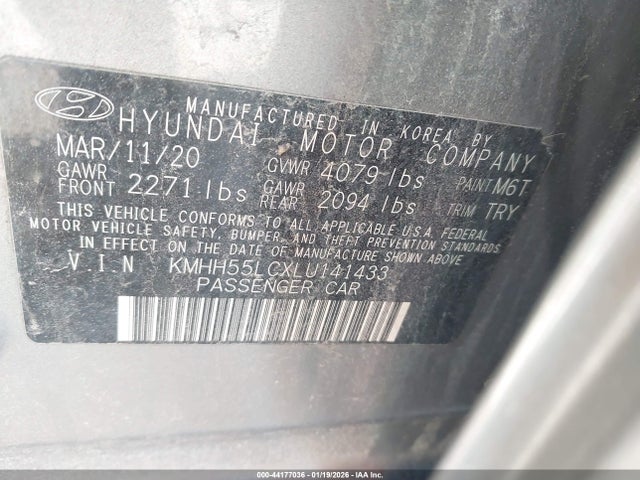 MANUFACTURED IN KOREA BY
HYUNDAI MOTOR COMPANY
MAR/11/20 GVWR 4079 lbs PAINT M6T
GAWR FRONT 2271 lbs GAWR REAR 2094 lbs TRIM TRY
THIS VEHICLE CONFORMS TO ALL APPLICABLE U.S.A. FEDERAL
MOTOR VEHICLE SAFETY, BUMPER, AND THEFT PREVENTION STANDARDS
IN EFFECT ON THE DATE OF MANUFACTURE SHOWN ABOVE
VIN KMHH55LCXLU141433
PASSENGER CAR
000-44177036 - 01/19/2026 - IAA Inc.